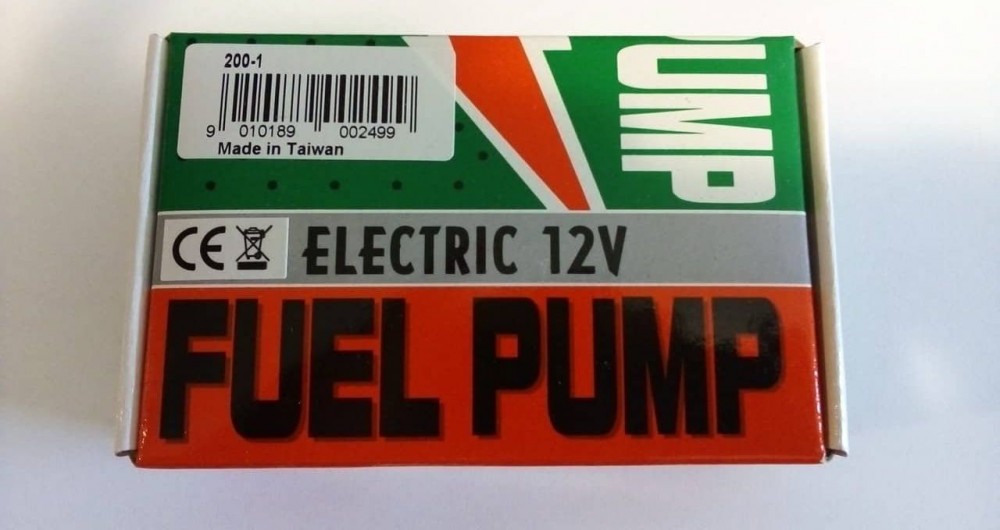 200-1
9 010189 002499
Made in Taiwan
PUMP
CE ELECTRIC 12V
FUEL PUMP